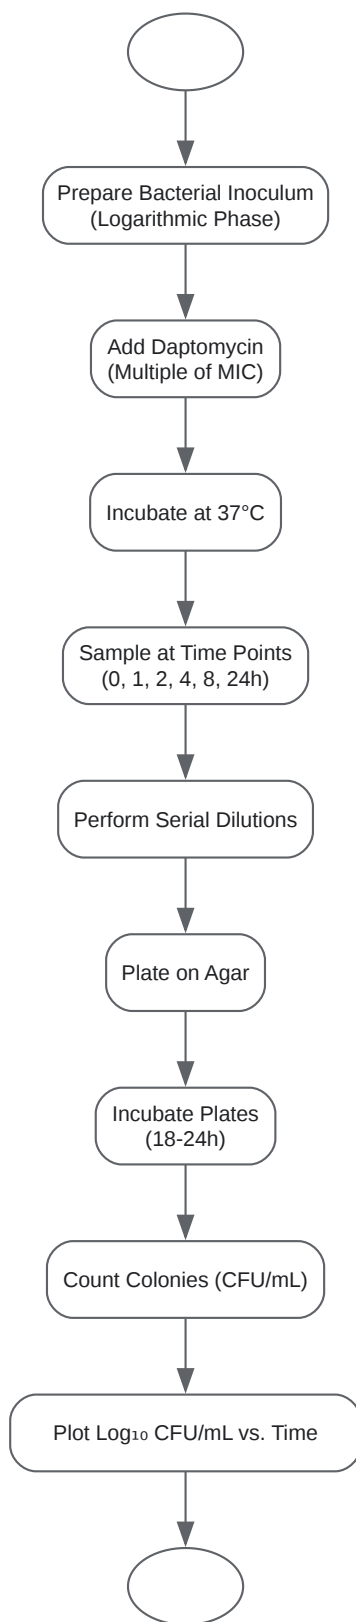 Prepare Bacterial Inoculum
(Logarithmic Phase)
Add Daptomycin
(Multiple of MIC)
Incubate at 37°C
Sample at Time Points
(0, 1, 2, 4, 8, 24h)
Perform Serial Dilutions
Plate on Agar
Incubate Plates
(18-24h)
Count Colonies (CFU/mL)
Plot Log₁₀ CFU/mL vs. Time